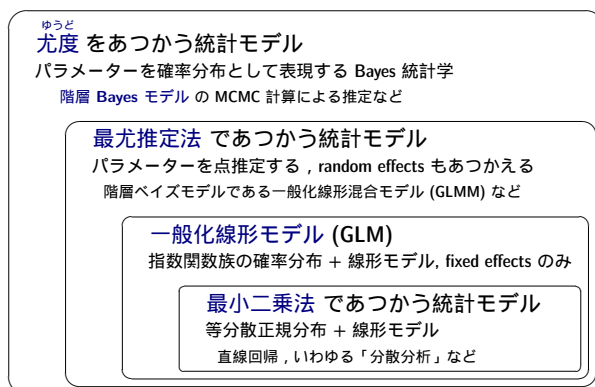 ゆうど
尤度 をあつかう統計モデル
パラメーターを確率分布として表現する Bayes 統計学
階層 Bayes モデル の MCMC 計算による推定など
最尤推定法 であつかう統計モデル
パラメーターを点推定する , random effects もあつかえる
階層ベイズモデルである一般化線形混合モデル (GLMM) など
一般化線形モデル (GLM)
指数関数族の確率分布 + 線形モデル, fixed effects のみ
最小二乗法 であつかう統計モデル
等分散正規分布 + 線形モデル
直線回帰 , いわゆる「分散分析」など